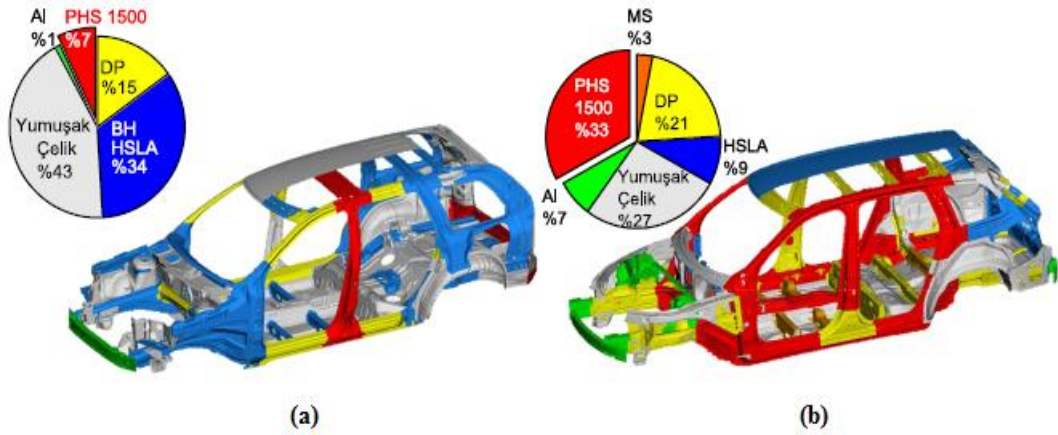 Al
%1
PHS 1500
%7
DP
%15
BH
HSLA
%34
Yumuşak
Çelik
%43
MS
%3
PHS
1500
%33
DP
%21
HSLA
%9
Yumuşak
Çelik
%27
Al
%7
(a)
(b)